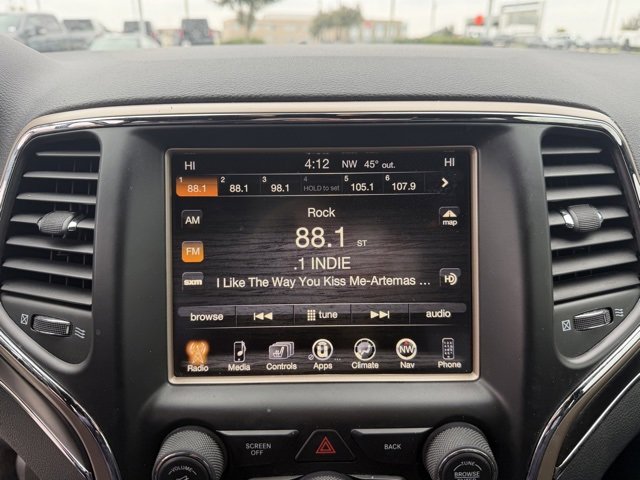 HI 4:12 NW 45° out. HI
1 88.1 2 88.1 3 98.1 4 HOLD to set 5 105.1 6 107.9
AM
Rock
map
88.1 ST
FM
.1 INDIE
sxm
I Like The Way You Kiss Me-Artemas ...
HD
browse tune audio
Radio Media Controls Apps Climate Nav Phone
NW
SCREEN OFF
BACK
VOLUME
TUNE
BROWSE